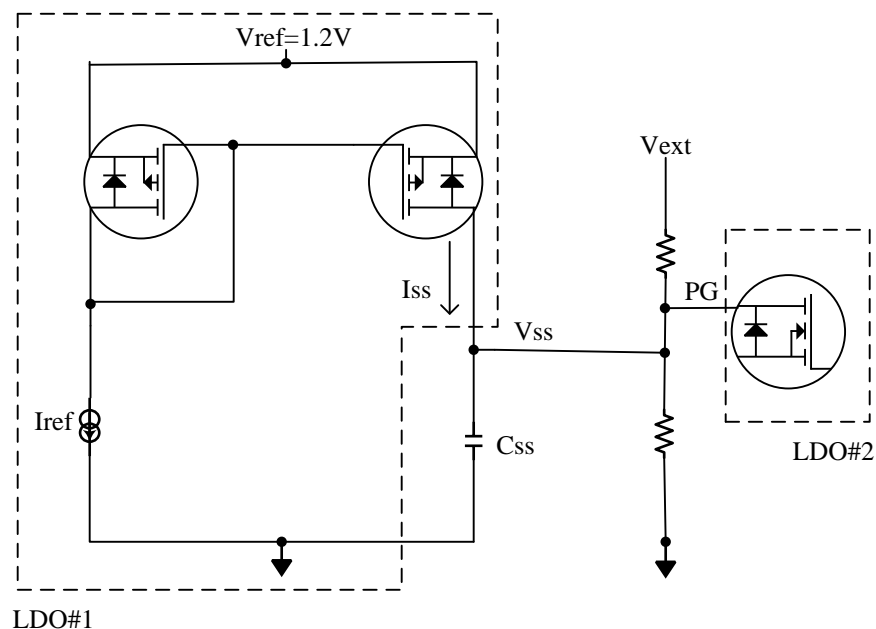 Vref=1.2V
Vext
PG
Iss
Vss
Iref
Css
LDO#2
LDO#1